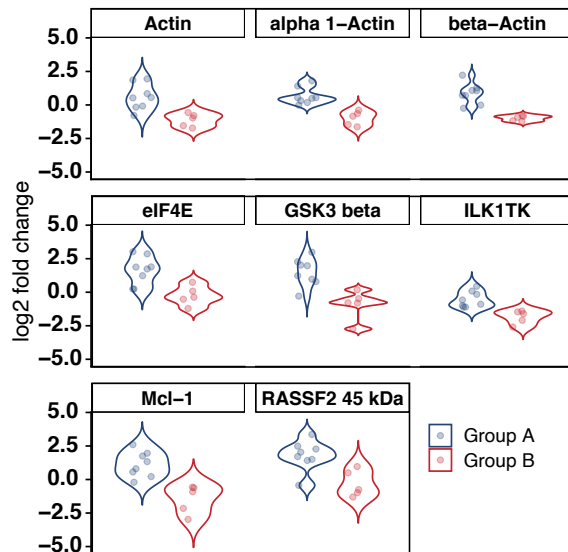 Actin alpha 1−Actin beta−Actin
5.0
2.5
0.0
−2.5
−5.0
eIF4E GSK3 beta ILK1TK
5.0
2.5
0.0
−2.5
−5.0
log2 fold change
Mcl−1 RASSF2 45 kDa
5.0
2.5
0.0
−2.5
−5.0
Group A
Group B